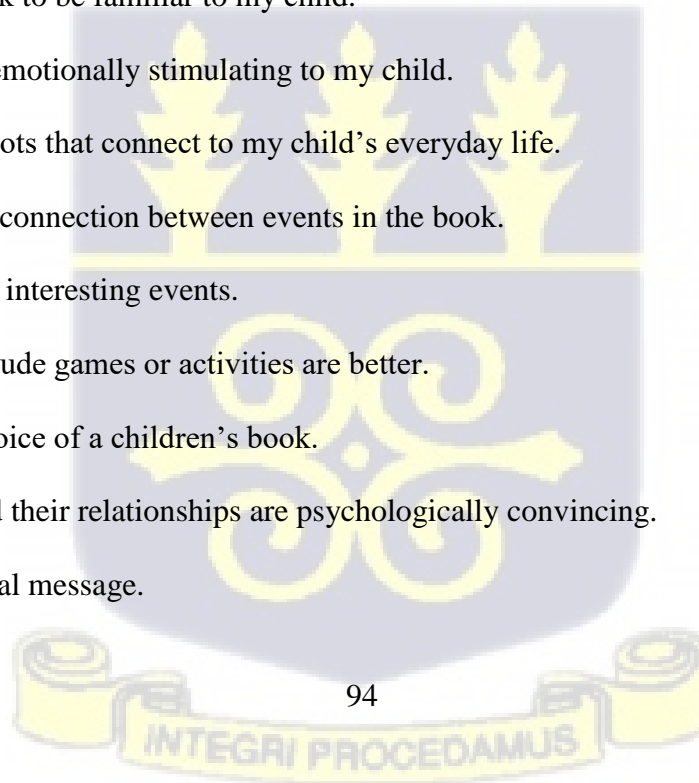 to be familiar to my child.
emotionally stimulating to my child.
ots that connect to my child’s everyday life.
connection between events in the book.
interesting events.
ude games or activities are better.
oice of a children’s book.
their relationships are psychologically convincing.
al message.
94
INTEGRI PROCEDAMUS